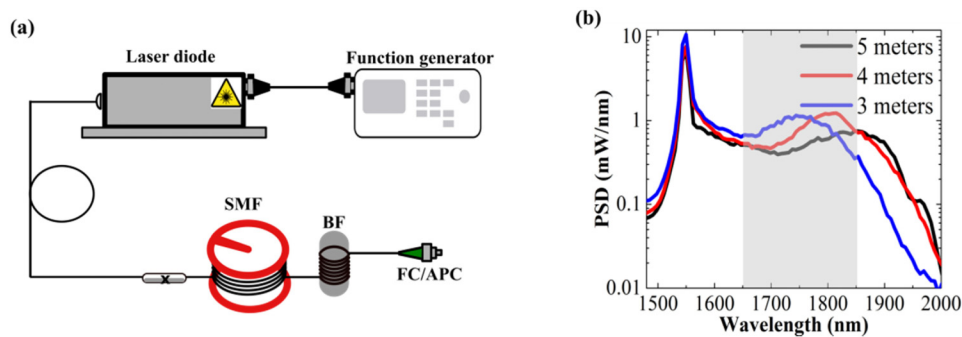 (a)
Laser diode
Function generator
SMF
BF
FC/APC
x
(b)
PSD (mW/nm)
10
1
0.1
0.01
5 meters
4 meters
3 meters
1500 1600 1700 1800 1900 2000
Wavelength (nm)